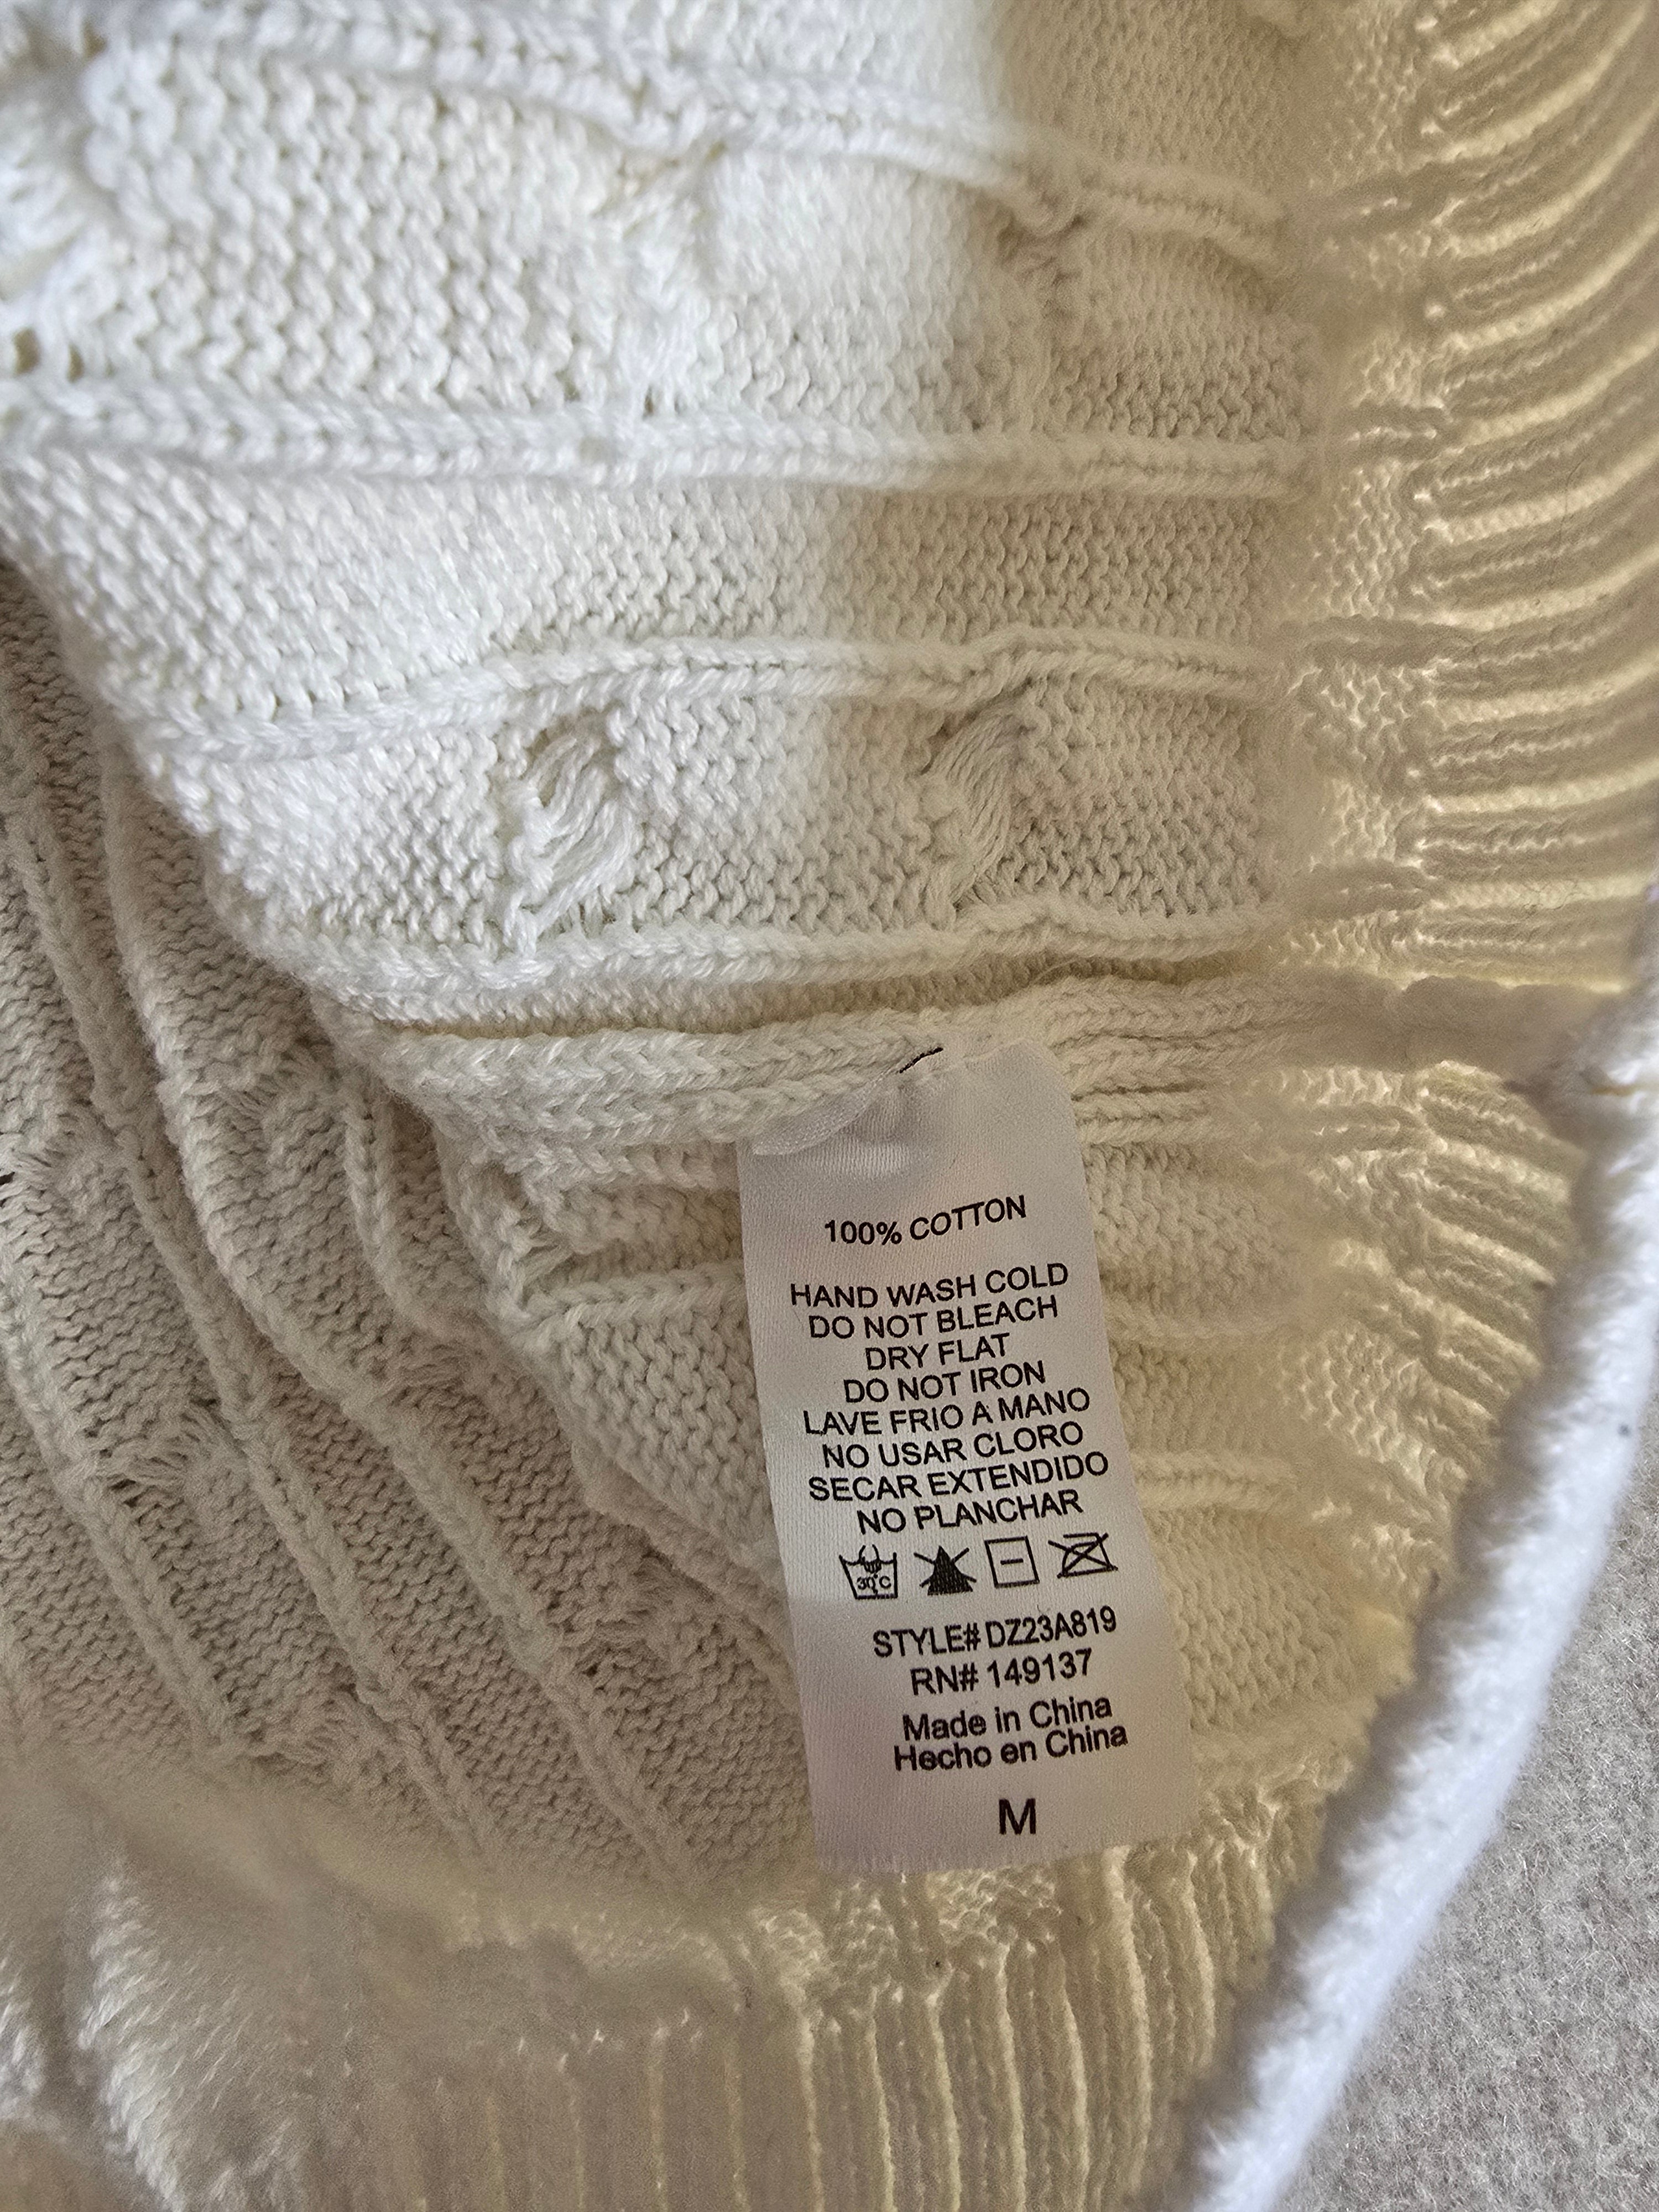 100% COTTON
HAND WASH COLD
DO NOT BLEACH
DRY FLAT
DO NOT IRON
LAVE FRIO A MANO
NO USAR CLORO
SECAR EXTENDIDO
NO PLANCHAR
30°C
STYLE# DZ23A819
RN# 149137
Made in China
Hecho en China
M